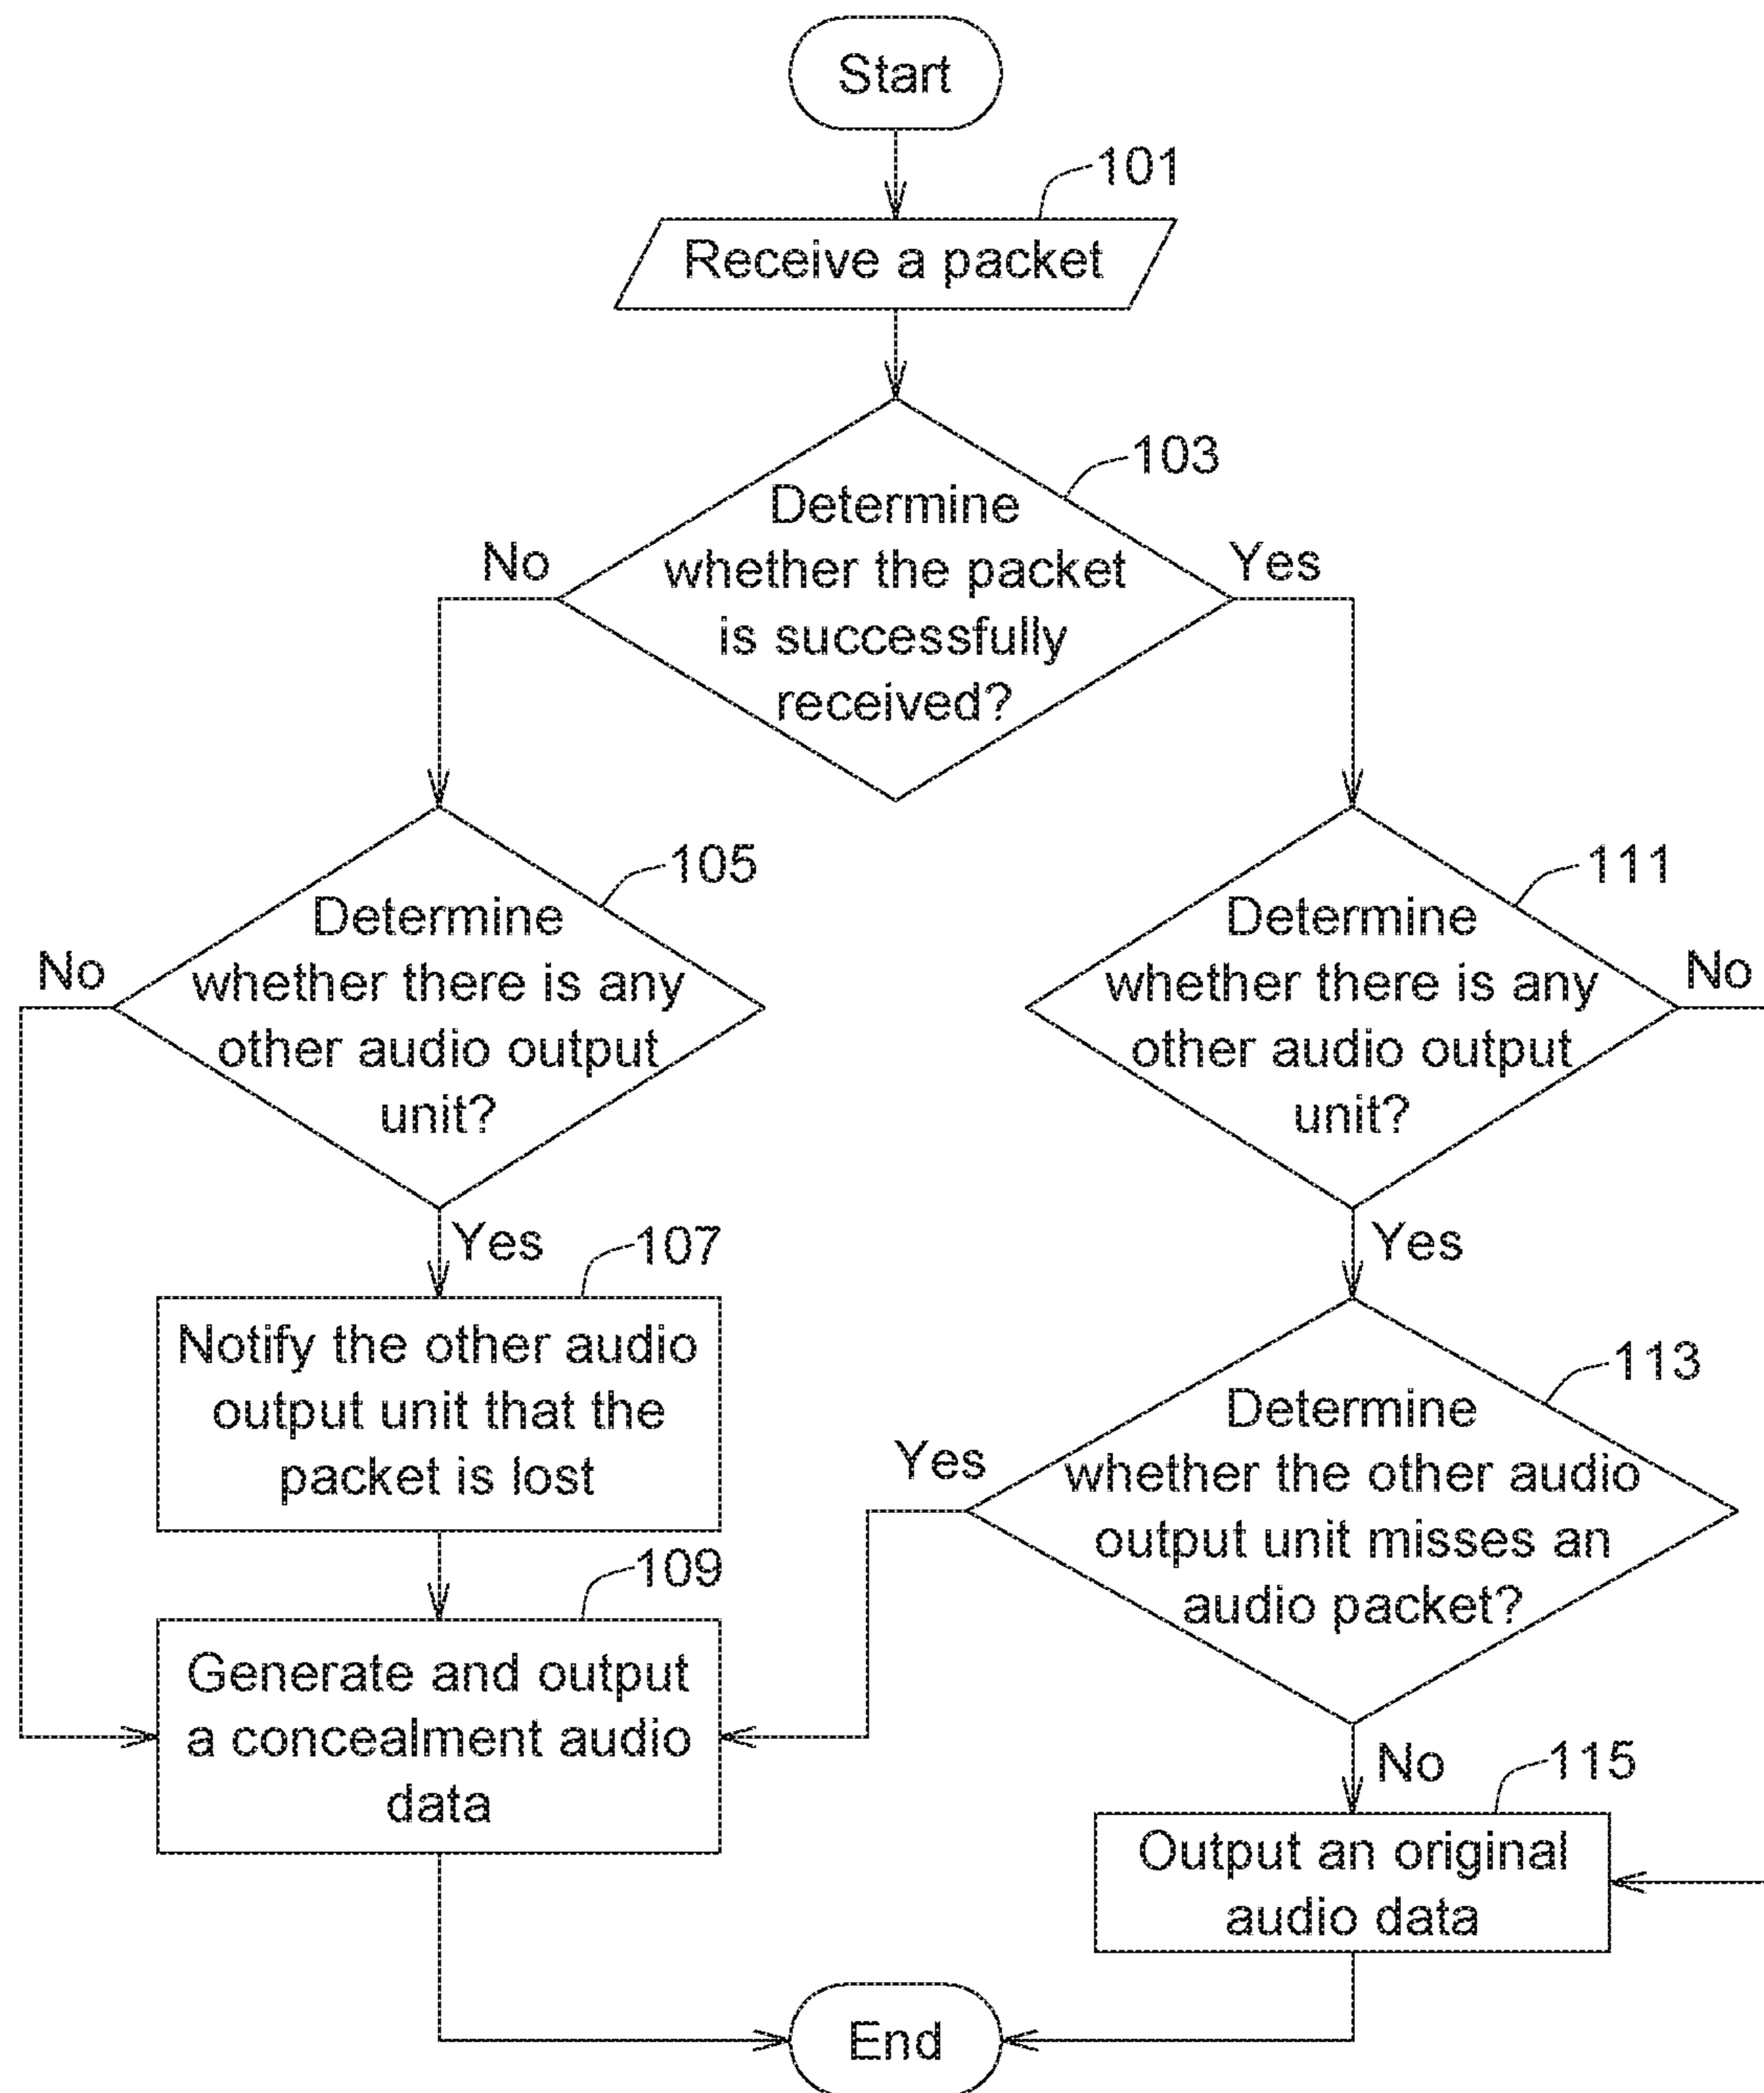 Start
101
Receive a packet
103
Determine
whether the packet
is successfully
received?
No
Yes
105
Determine
whether there is any
other audio output
unit?
No
Yes
111
Determine
whether there is any
other audio output
unit?
No
Yes
107
Notify the other audio
output unit that the
packet is lost
113
Determine
whether the other audio
output unit misses an
audio packet?
Yes
No
109
Generate and output
a concealment audio
data
115
Output an original
audio data
End